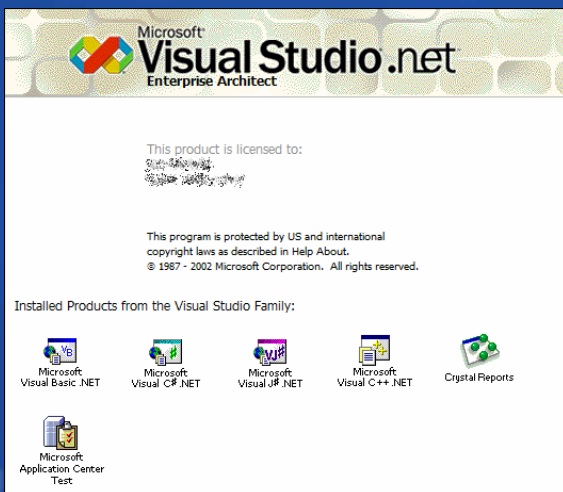 Microsoft
Visual Studio .net
Enterprise Architect
This product is licensed to:
This program is protected by US and international
copyright laws as described in Help About.
© 1987 - 2002 Microsoft Corporation. All rights reserved.
Installed Products from the Visual Studio Family:
Microsoft
Visual Basic .NET
Microsoft
Visual C# .NET
Microsoft
Visual J# .NET
Microsoft
Visual C++ .NET
Crystal Reports
Microsoft
Application Center
Test